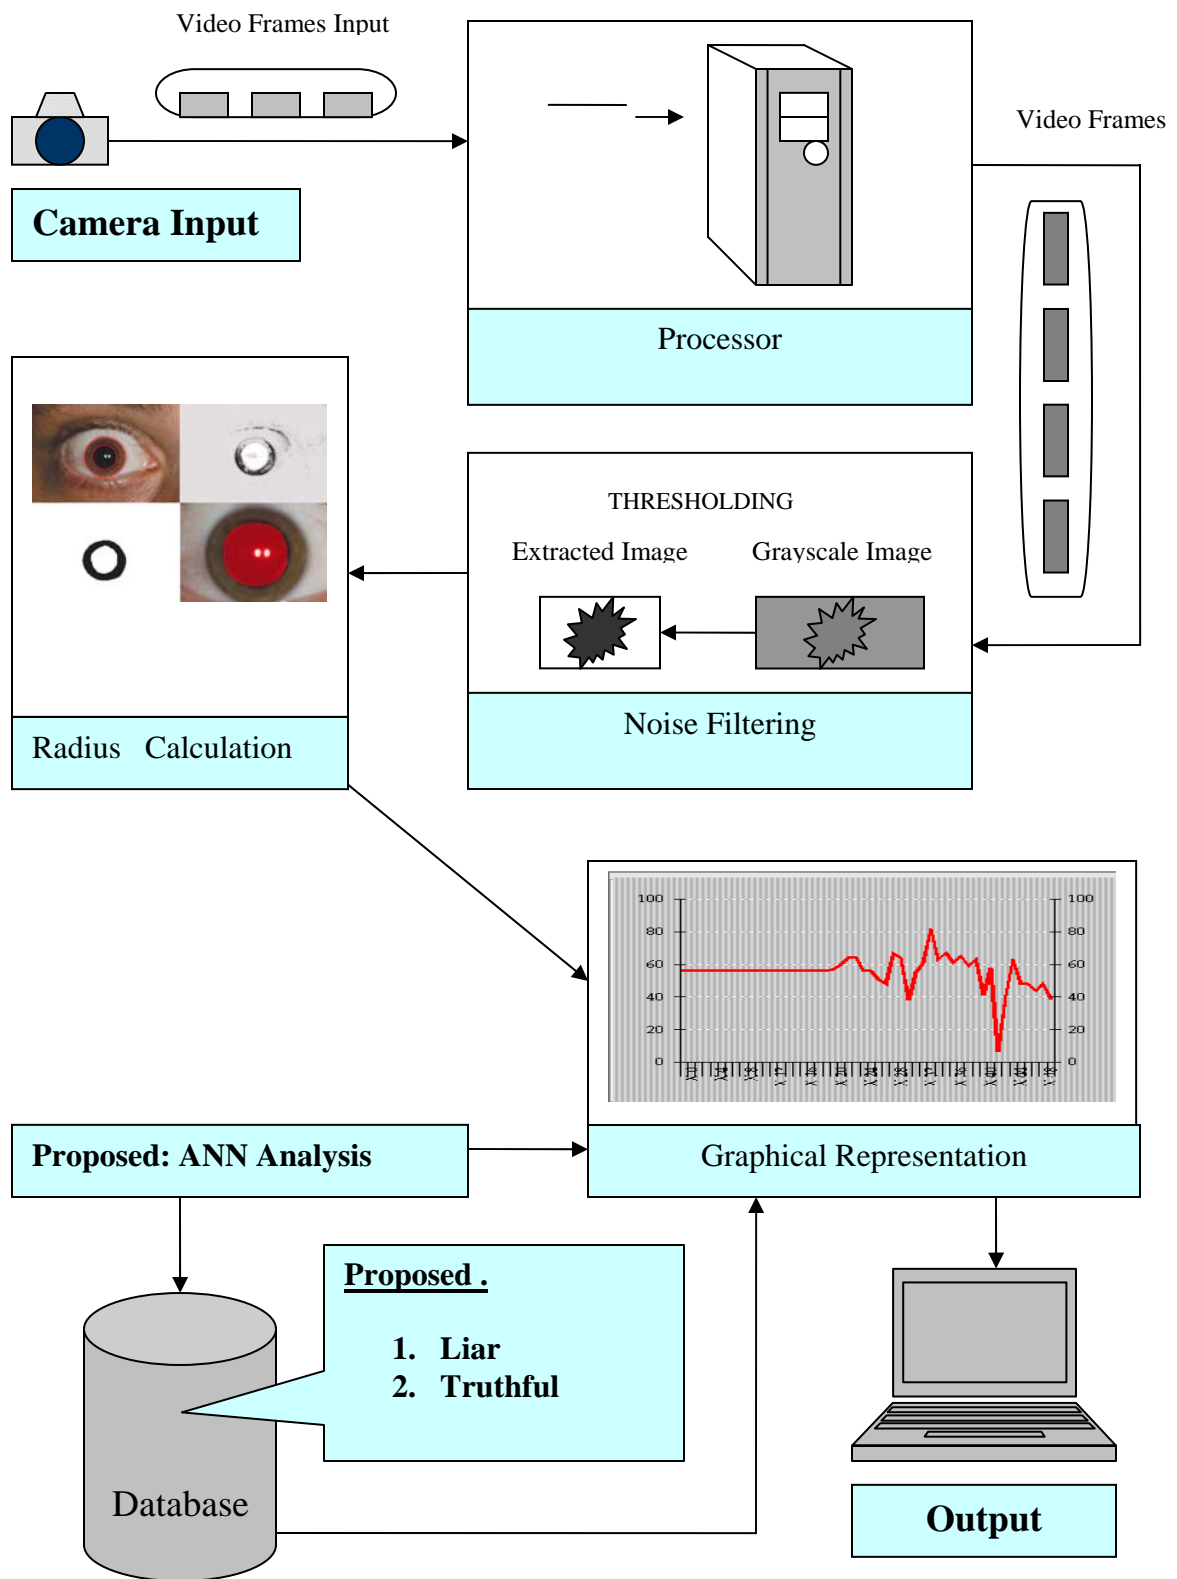 Video Frames Input
Camera Input
Processor
Video Frames
THRESHOLDING
Extracted Image
Grayscale Image
Noise Filtering
Radius Calculation
100
80
60
40
20
0
100
80
60
40
20
0
Graphical Representation
Proposed: ANN Analysis
Proposed .
1. Liar
2. Truthful
Database
Output